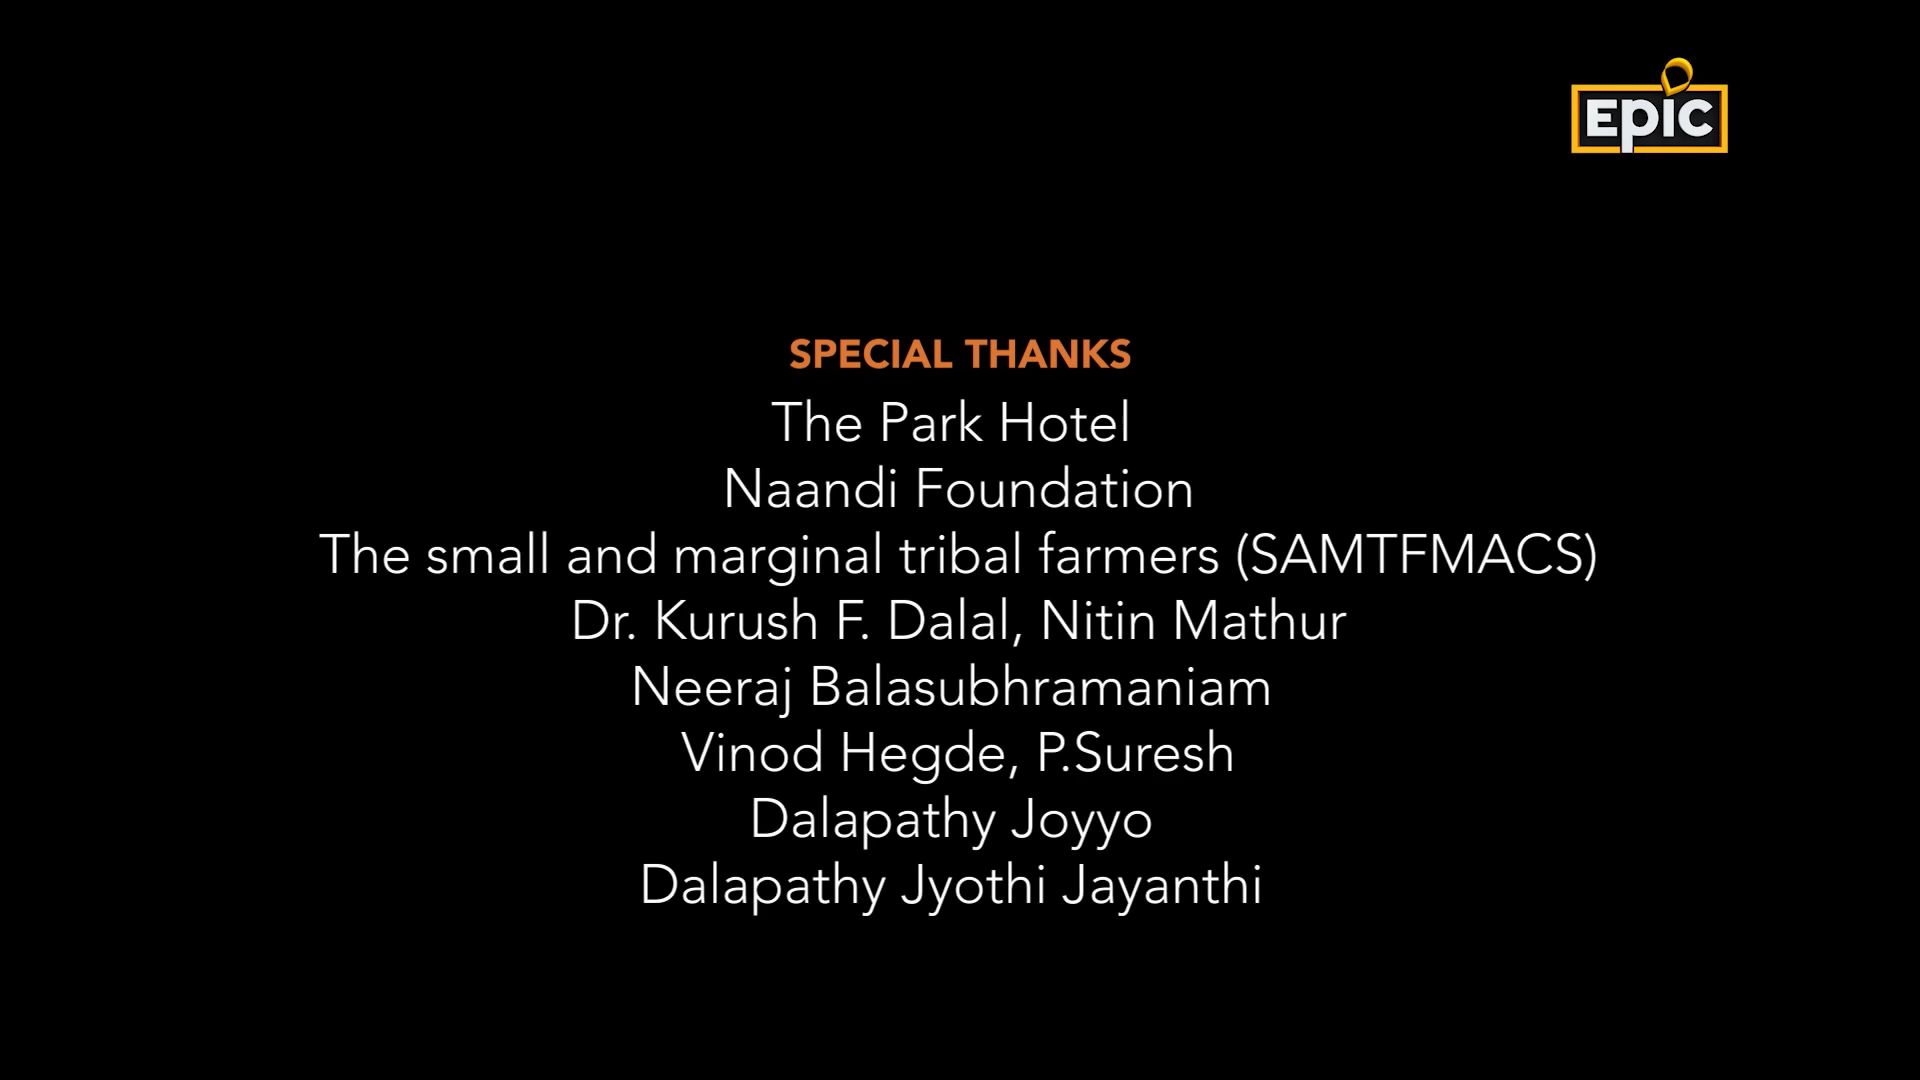 Epic
SPECIAL THANKS
The Park Hotel
Naandi Foundation
The small and marginal tribal farmers (SAMTFMACS)
Dr. Kurush F. Dalal, Nitin Mathur
Neeraj Balasubhramaniam
Vinod Hegde, P.Suresh
Dalapathy Joyyo
Dalapathy Jyothi Jayanthi